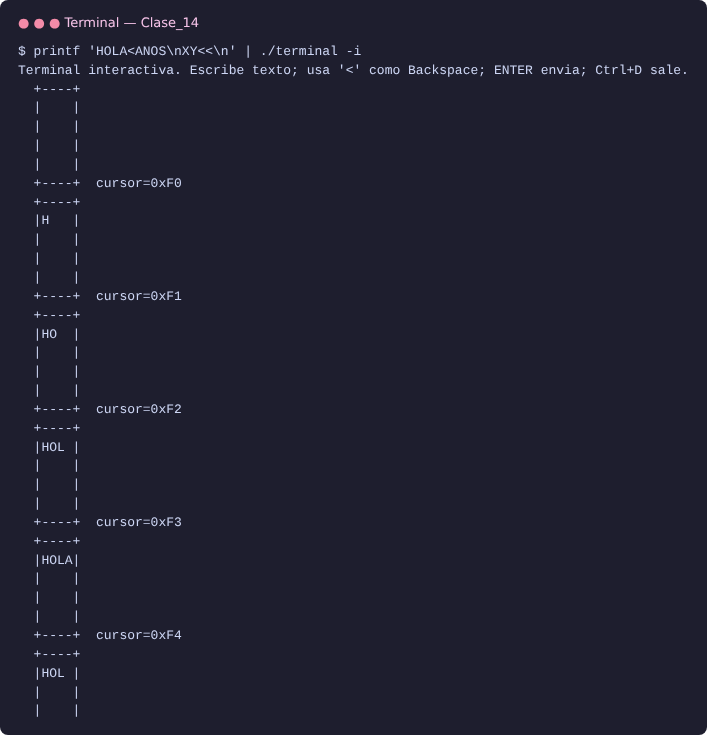 Terminal — Clase_14
$ printf 'HOLA<ANOS\nXY<<\n' | ./terminal -i
Terminal interactiva. Escribe texto; usa '<' como Backspace; ENTER envia; Ctrl+D sale.
  +----+
  |    |
  |    |
  |    |
  |    |
  +----+  cursor=0xF0
  +----+
  |H   |
  |    |
  |    |
  |    |
  +----+  cursor=0xF1
  +----+
  |HO  |
  |    |
  |    |
  |    |
  +----+  cursor=0xF2
  +----+
  |HOL |
  |    |
  |    |
  |    |
  +----+  cursor=0xF3
  +----+
  |HOLA|
  |    |
  |    |
  |    |
  +----+  cursor=0xF4
  +----+
  |HOL |
  |    |
  |    |